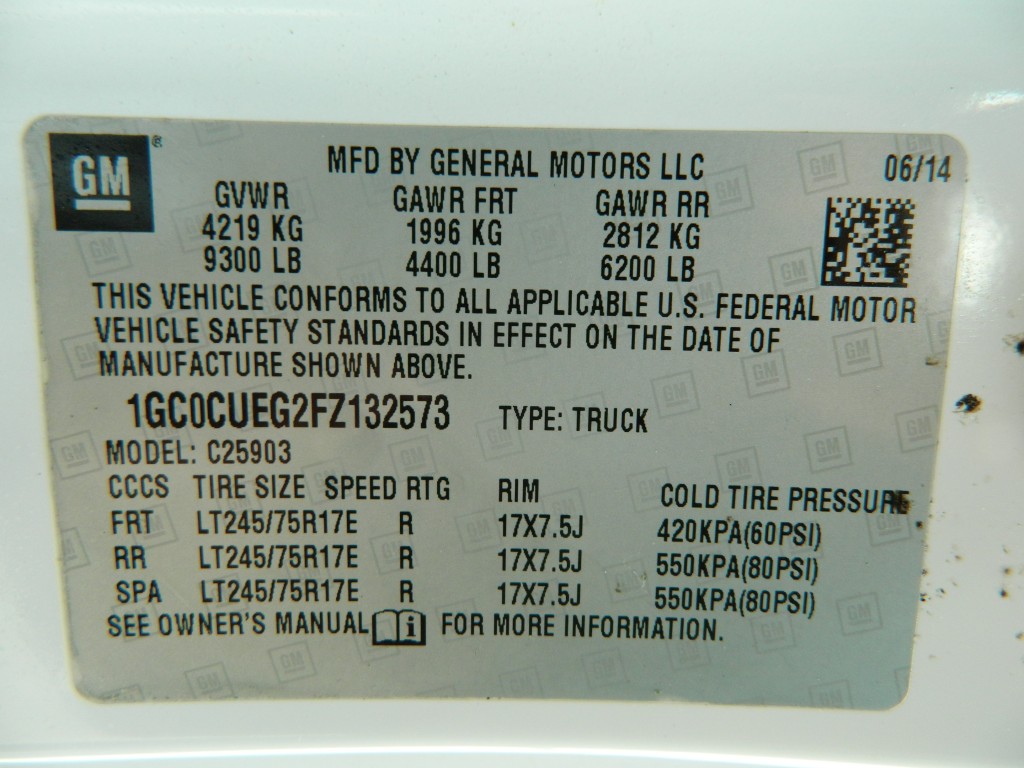 GM®
MFD BY GENERAL MOTORS LLC 06/14
GVWR GAWR FRT GAWR RR
4219 KG 1996 KG 2812 KG
9300 LB 4400 LB 6200 LB
THIS VEHICLE CONFORMS TO ALL APPLICABLE U.S. FEDERAL MOTOR
VEHICLE SAFETY STANDARDS IN EFFECT ON THE DATE OF
MANUFACTURE SHOWN ABOVE.
1GC0CUEG2FZ132573 TYPE: TRUCK
MODEL: C25903
CCCS TIRE SIZE SPEED RTG RIM COLD TIRE PRESSURE
FRT LT245/75R17E R 17X7.5J 420KPA(60PSI)
RR LT245/75R17E R 17X7.5J 550KPA(80PSI)
SPA LT245/75R17E R 17X7.5J 550KPA(80PSI)
SEE OWNER'S MANUAL i FOR MORE INFORMATION.